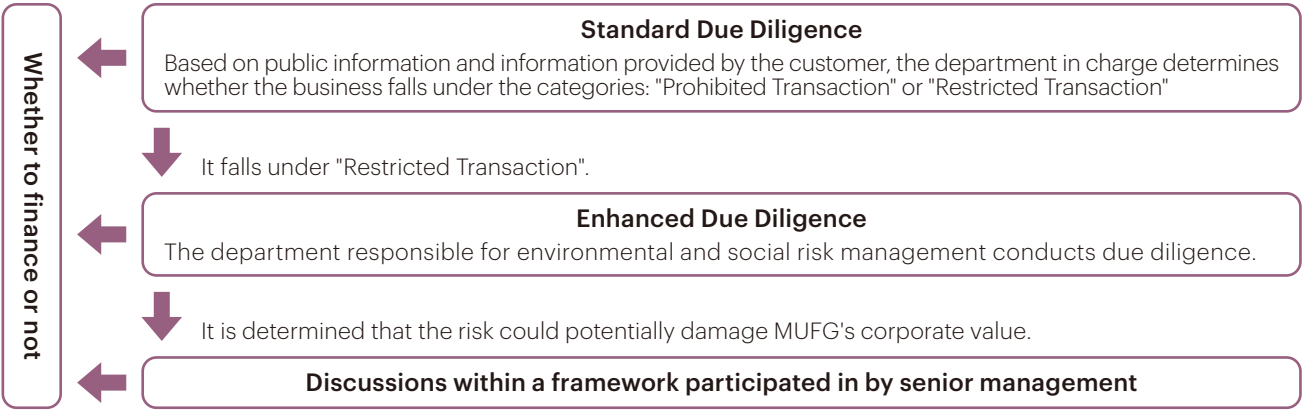 Whether to finance or not
Standard Due Diligence
Based on public information and information provided by the customer, the department in charge determines
whether the business falls under the categories: "Prohibited Transaction" or "Restricted Transaction"
It falls under "Restricted Transaction".
Enhanced Due Diligence
The department responsible for environmental and social risk management conducts due diligence.
It is determined that the risk could potentially damage MUFG's corporate value.
Discussions within a framework participated in by senior management